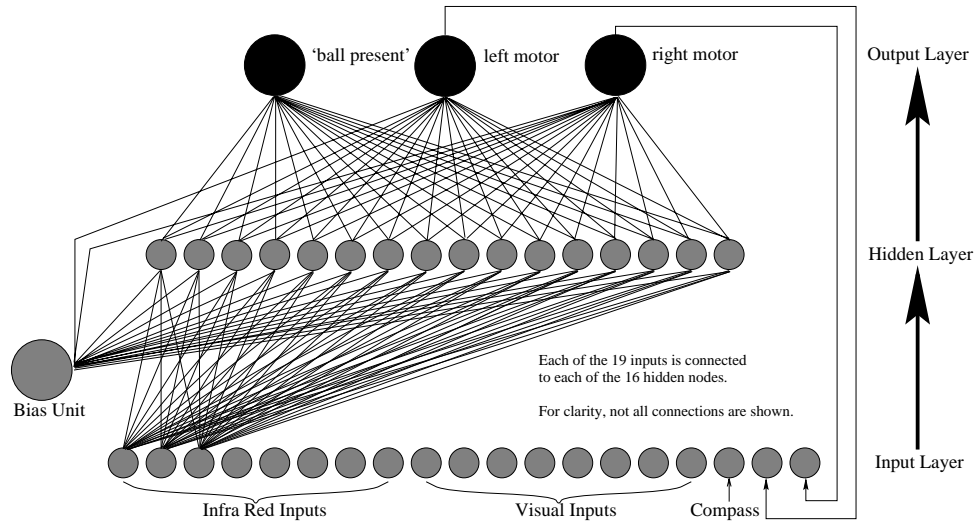 ‘ball present’
left motor
right motor
Output Layer
Hidden Layer
Bias Unit
Each of the 19 inputs is connected
to each of the 16 hidden nodes.
For clarity, not all connections are shown.
Input Layer
Infra Red Inputs
Visual Inputs
Compass